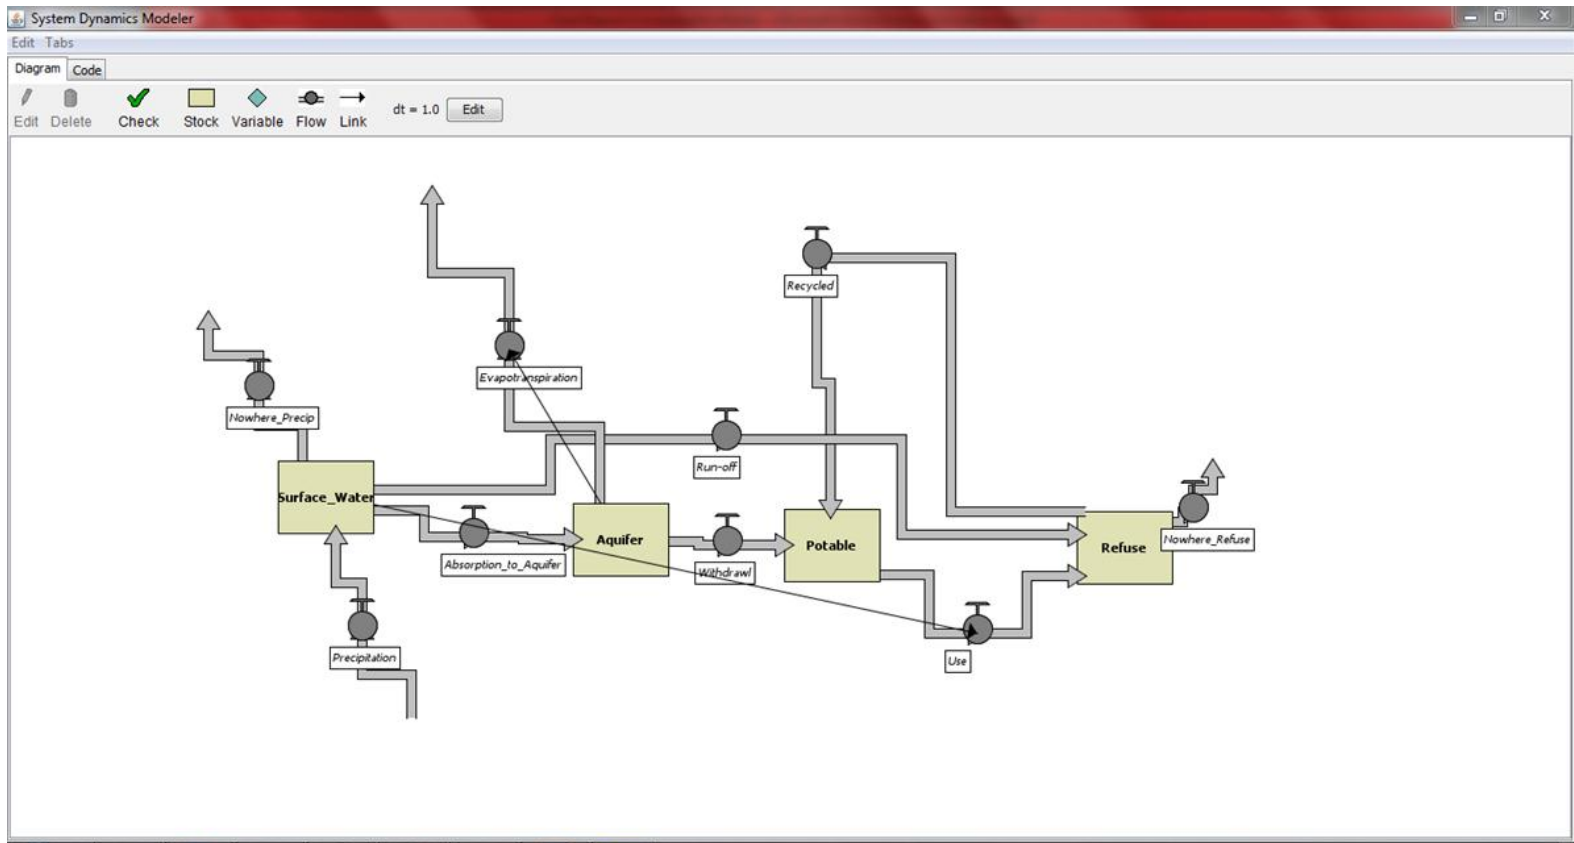 System Dynamics Modeler
Edit Tabs
Diagram Code
Edit Delete Check Stock Variable Flow Link dt = 1.0 Edit
Recycled
Evapotranspiration
Nowhere_Precip
Run-off
Surface_Water
Aquifer
Potable
Refuse
Nowhere_Refuse
Absorption_to_Aquifer
Withdrawl
Precipitation
Use